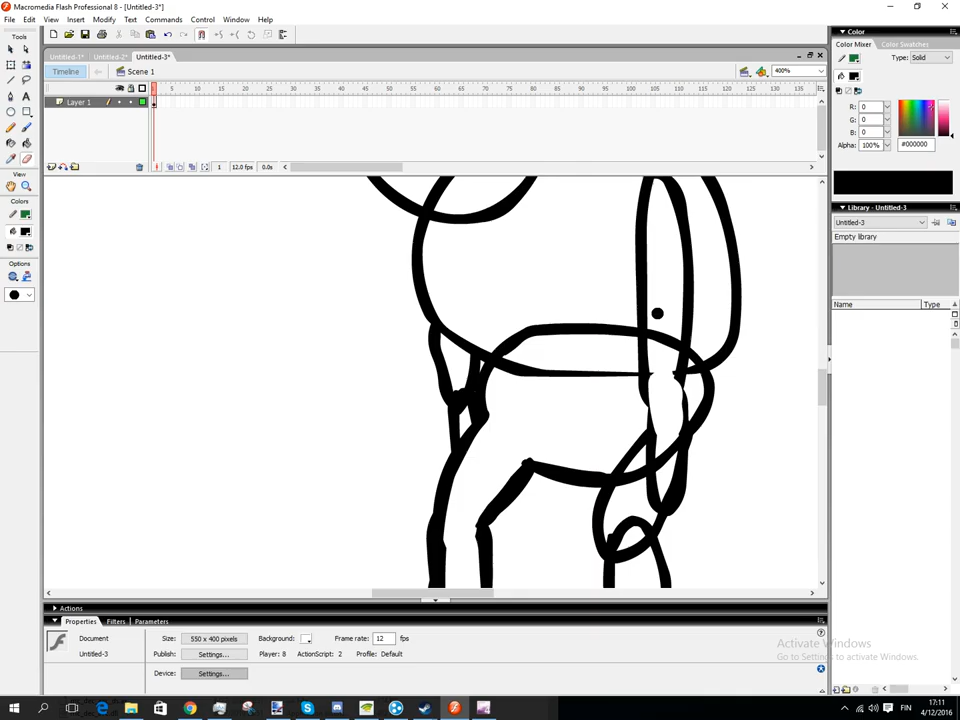 Macromedia Flash Professional 8 - [Untitled-3*]
File Edit View Insert Modify Text Commands Control Window Help
Tools
View
Colors
Options
Untitled-1* Untitled-2* Untitled-3*
Timeline Scene 1 400%
5 10 15 20 25 30 35 40 45 50 55 60 65 70 75 80 85 90 95 100 105 110 115 120 125 130 135
Layer 1
1 12.0 fps 0.0s
Color
Color Mixer Color Swatches
Type: Solid
R: 0
G: 0
B: 0
Alpha: 100% #000000
Library - Untitled-3
Untitled-3
Empty library
Name Type
Actions
Properties Filters Parameters
Document Size: 550 x 400 pixels Background: Frame rate: 12 fps
Untitled-3 Publish: Settings... Player: 8 ActionScript: 2 Profile: Default
Device: Settings...
Activate Windows
Go to Settings to activate Windows.
FIN
17:11
4/12/2016